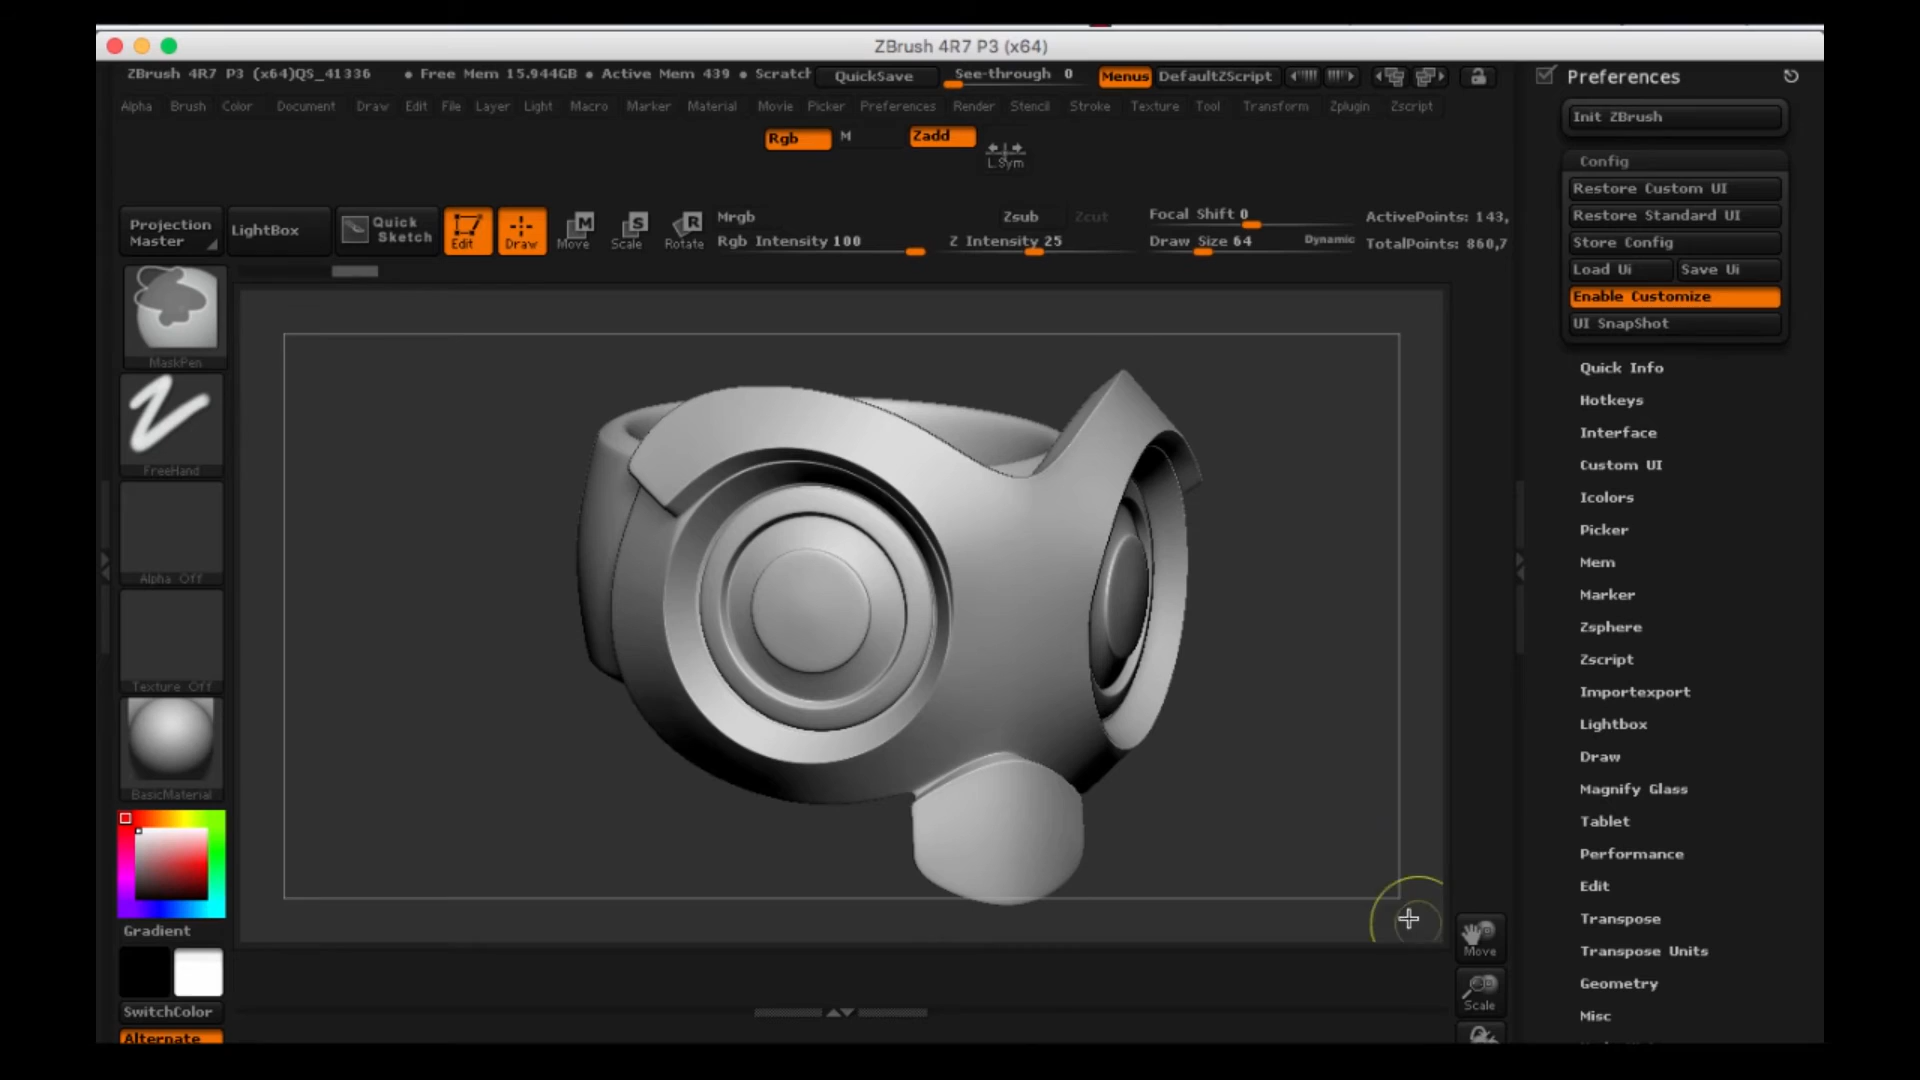 ZBrush 4R7 P3 (x64)
ZBrush 4R7 P3 (x64)QS_41336 • Free Mem 15.944GB • Active Mem 439 • Scratch QuickSave See-through 0 Menus DefaultZScript
Alpha Brush Color Document Draw Edit File Layer Light Macro Marker Material Movie Picker Preferences Render Stencil Stroke Texture Tool Transform Zplugin Zscript
Rgb M Zadd
L.Sym
Projection Master
LightBox
Quick Sketch
Edit
Draw
Move
Scale
Rotate
M
S
R
Mrgb Zsub Zcut Focal Shift 0 ActivePoints: 143,
Rgb Intensity 100 Z Intensity 25 Draw Size 64 Dynamic TotalPoints: 860,7
MaskPen
FreeHand
Alpha Off
Texture Off
BasicMaterial
Gradient
SwitchColor
Alternate
Move
Scale
Preferences
Init ZBrush
Config
Restore Custom UI
Restore Standard UI
Store Config
Load Ui Save Ui
Enable Customize
UI SnapShot
Quick Info
Hotkeys
Interface
Custom UI
Icolors
Picker
Mem
Marker
Zsphere
Zscript
Importexport
Lightbox
Draw
Magnify Glass
Tablet
Performance
Edit
Transpose
Transpose Units
Geometry
Misc